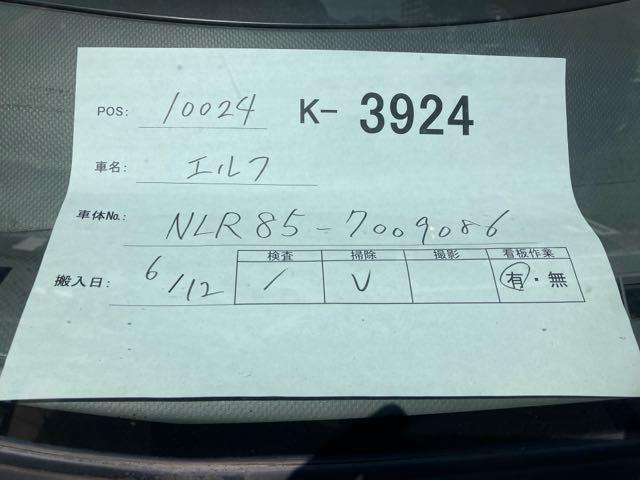 POS: 10024 K- 3924
車名: エルフ
車体No.: NLR85-7009086
搬入日: 6/12
検査 掃除 撮影 看板作業
/ V 有・無